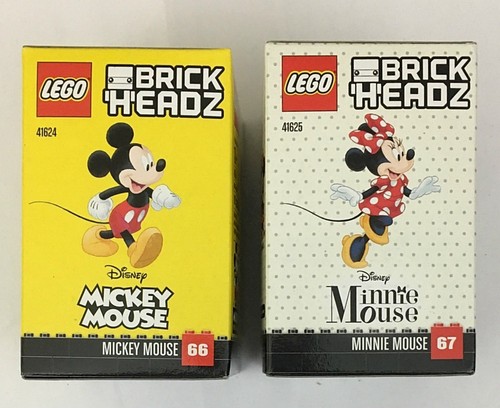 LEGO
BRICK
HEADZ
41624
Disney
MICKEY
MOUSE
MICKEY MOUSE 66
LEGO
BRICK
HEADZ
41625
Disney
Minnie
Mouse
MINNIE MOUSE 67